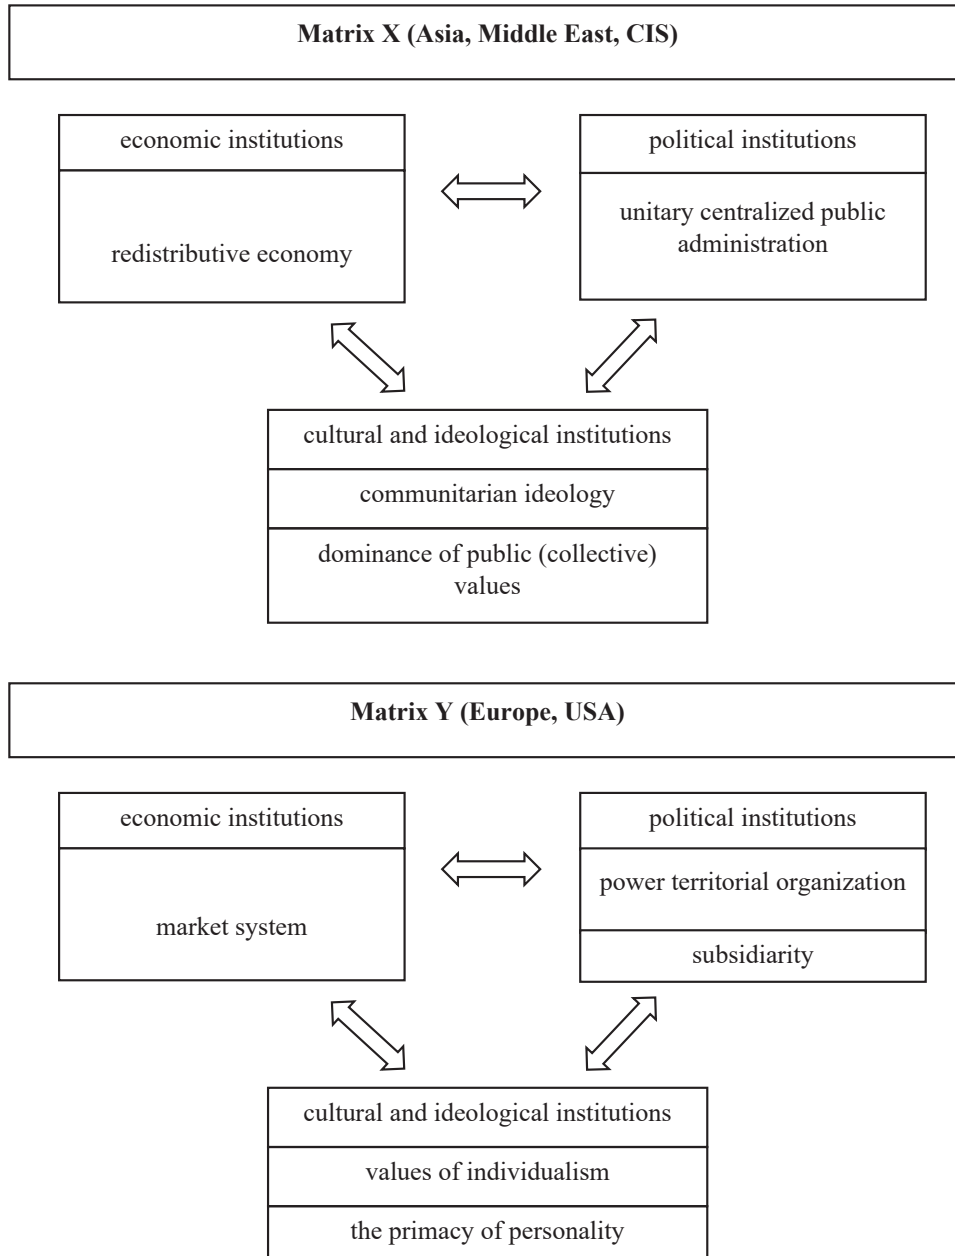 Matrix X (Asia, Middle East, CIS)
economic institutions
redistributive economy
political institutions
unitary centralized public
administration
cultural and ideological institutions
communitarian ideology
dominance of public (collective)
values
Matrix Y (Europe, USA)
economic institutions
market system
political institutions
power territorial organization
subsidiarity
cultural and ideological institutions
values of individualism
the primacy of personality